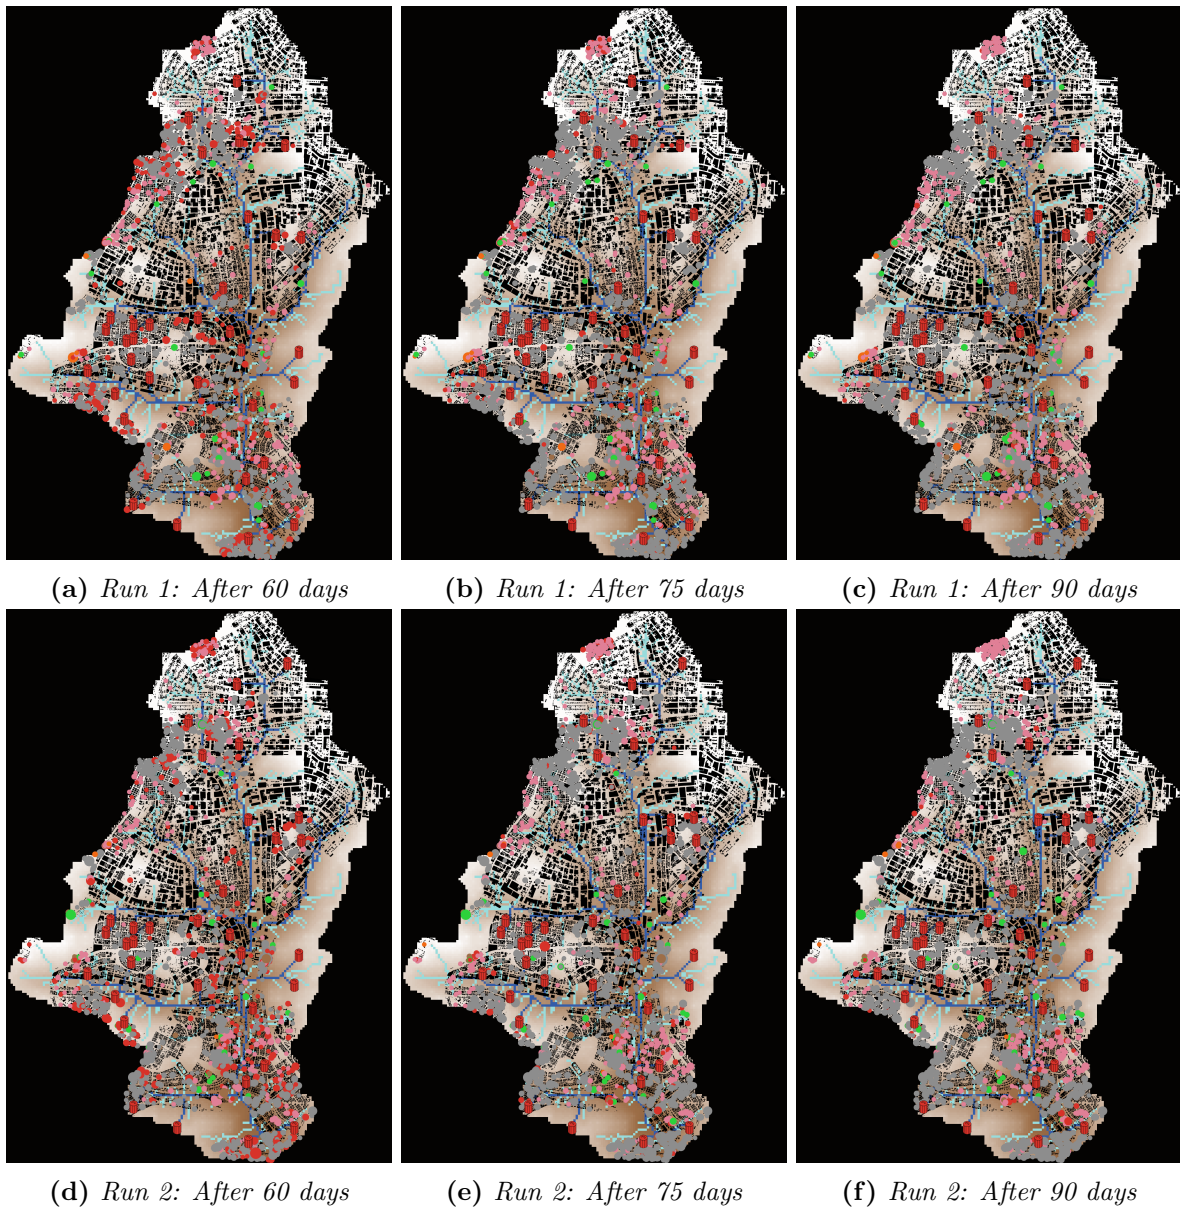 (a) Run 1: After 60 days
(b) Run 1: After 75 days
(c) Run 1: After 90 days
(d) Run 2: After 60 days
(e) Run 2: After 75 days
(f) Run 2: After 90 days